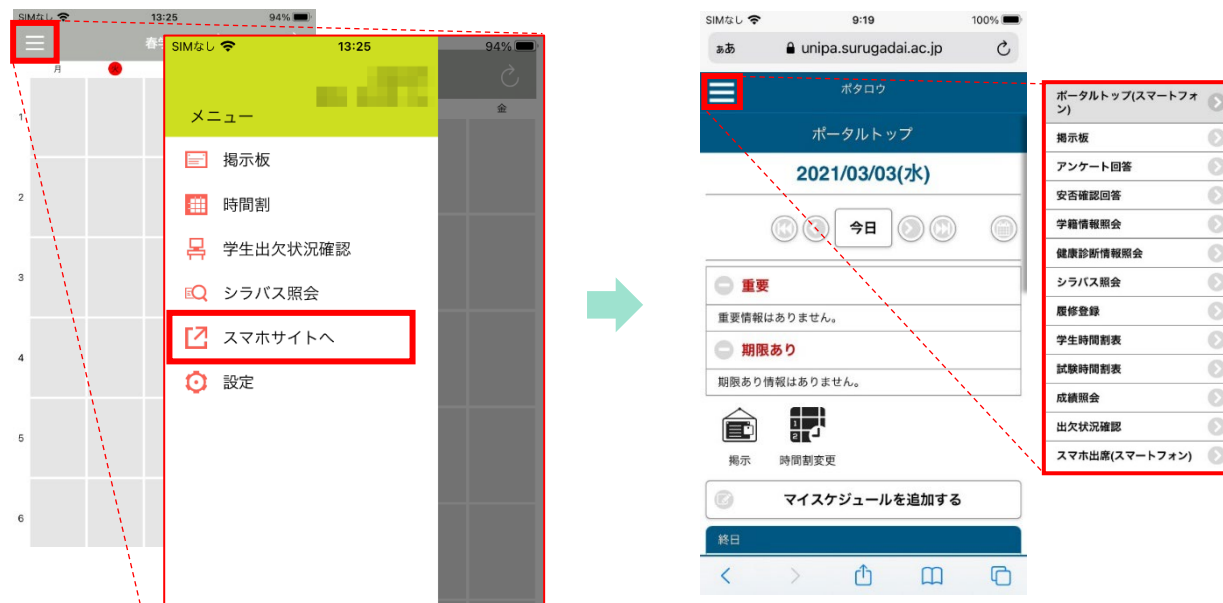 SIMなし 13:25 94%
春学
月 火
1
2
3
4
5
6
SIMなし 13:25 94%
メニュー
金
掲示板
時間割
学生出欠状況確認
シラバス照会
スマホサイトへ
設定
SIMなし 9:19 100%
ぁあ unipa.surugadai.ac.jp
ポタロウ
ポータルトップ
2021/03/03(水)
今日
重要
重要情報はありません。
期限あり
期限あり情報はありません。
掲示 時間割変更
マイスケジュールを追加する
終日
ポータルトップ(スマートフォ
ン)
掲示板
アンケート回答
安否確認回答
学籍情報照会
健康診断情報照会
シラバス照会
履修登録
学生時間割表
試験時間割表
成績照会
出欠状況確認
スマホ出席(スマートフォン)